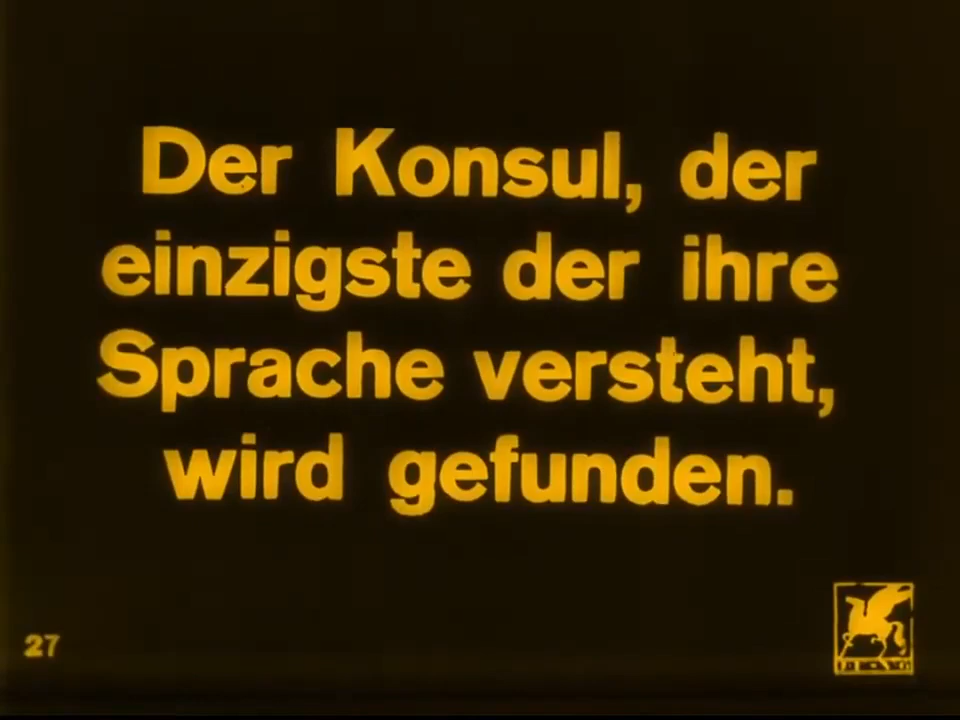 Der Konsul, der
einzigste der ihre
Sprache versteht,
wird gefunden.
27